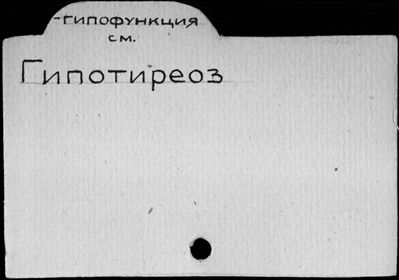 -гипофункция
см.
Гипотиреоз